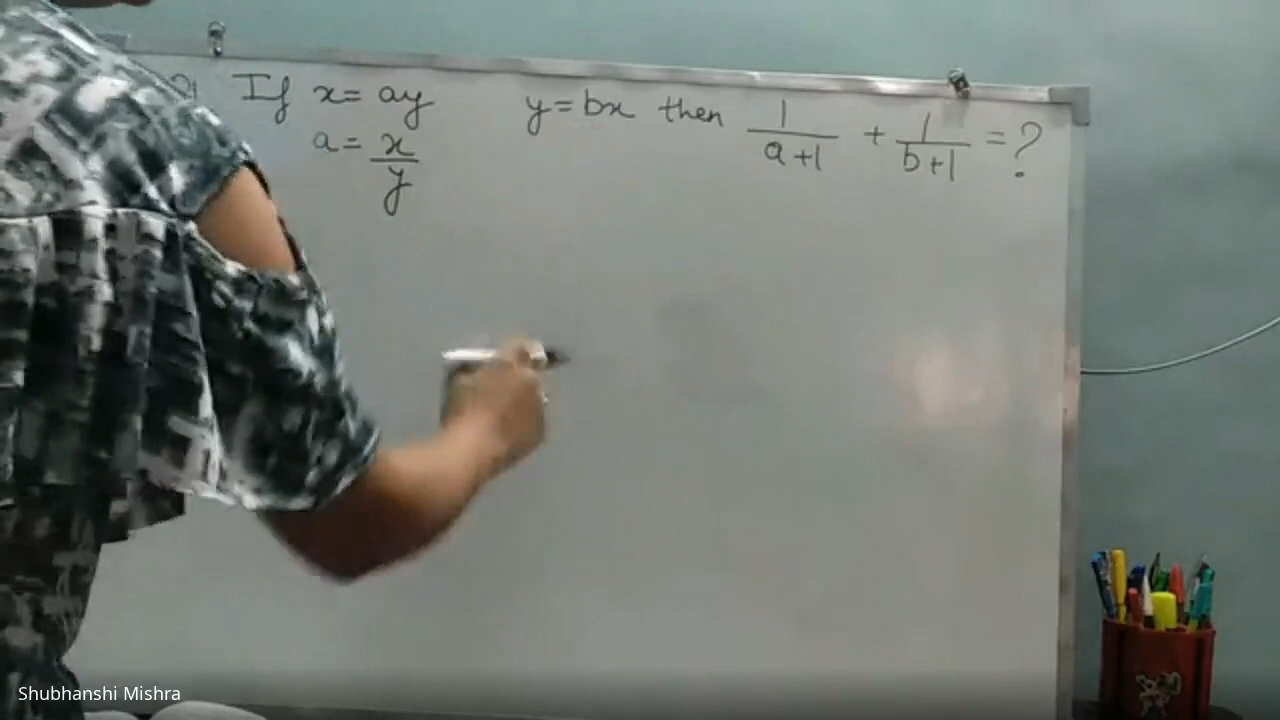 If x = ay y = bx then 1/(a+1) + 1/(b+1) = ?
a = x/y
Shubhanshi Mishra